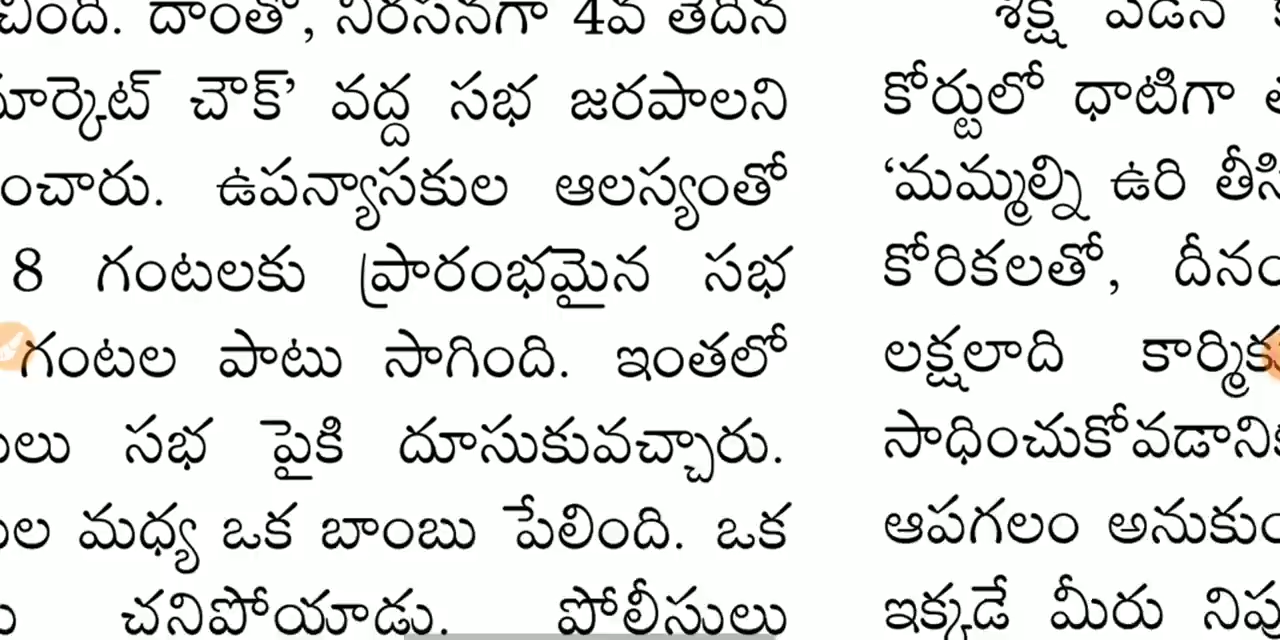 చింది. దాంతో, నిరసనగా 4వ తేదీన
మార్కెట్ చౌక్’ వద్ద సభ జరపాలని
ంచారు. ఉపన్యాసకుల ఆలస్యంతో
8 గంటలకు ప్రారంభమైన సభ
గంటల పాటు సాగింది. ఇంతలో
లు సభ పైకి దూసుకువచ్చారు.
ల మధ్య ఒక బాంబు పేలింది. ఒక
చనిపోయాడు. పోలీసులు
శిక్ష పడిన
కోర్టులో ధాటిగా
‘మమ్మల్ని ఉరి తీసి
కోరికలతో, దీనం
లక్షలాది కార్మిక
సాధించుకోవడానికి
ఆపగలం అనుకుం
ఇక్కడే మీరు నిప